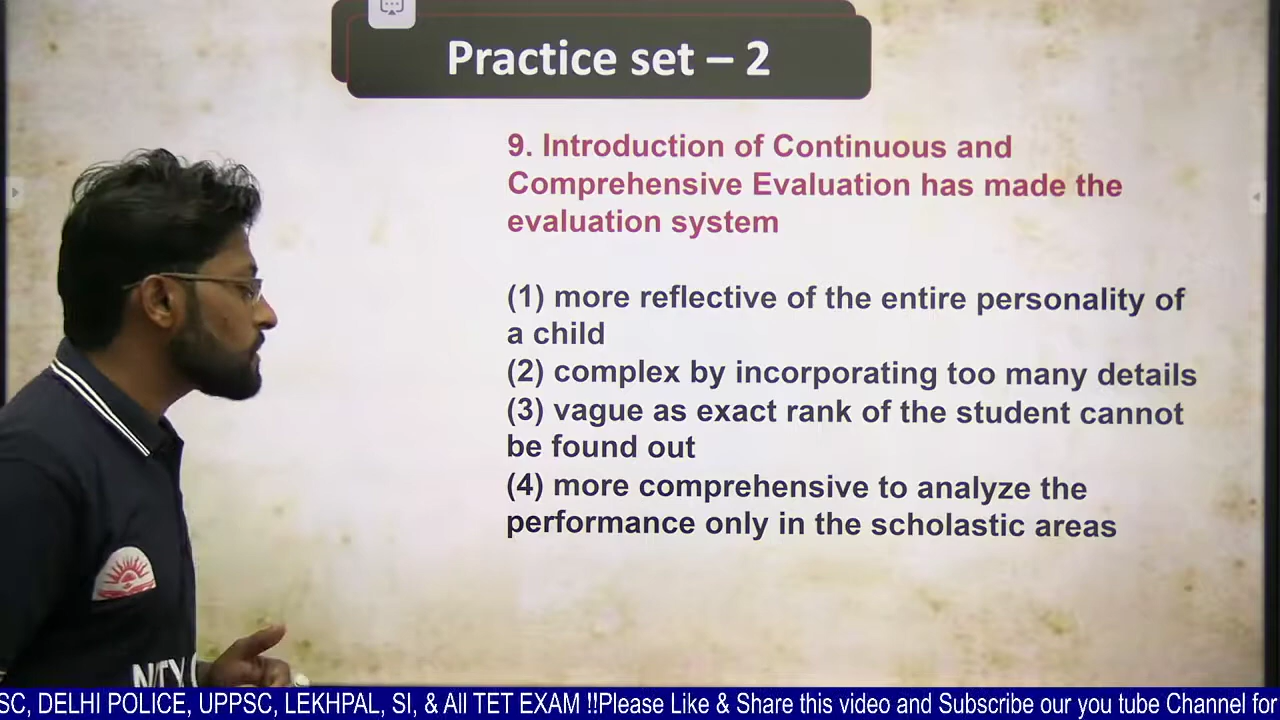 Practice set – 2
9. Introduction of Continuous and
Comprehensive Evaluation has made the
evaluation system
(1) more reflective of the entire personality of
a child
(2) complex by incorporating too many details
(3) vague as exact rank of the student cannot
be found out
(4) more comprehensive to analyze the
performance only in the scholastic areas
SC, DELHI POLICE, UPPSC, LEKHPAL, SI, & All TET EXAM !!Please Like & Share this video and Subscribe our you tube Channel for